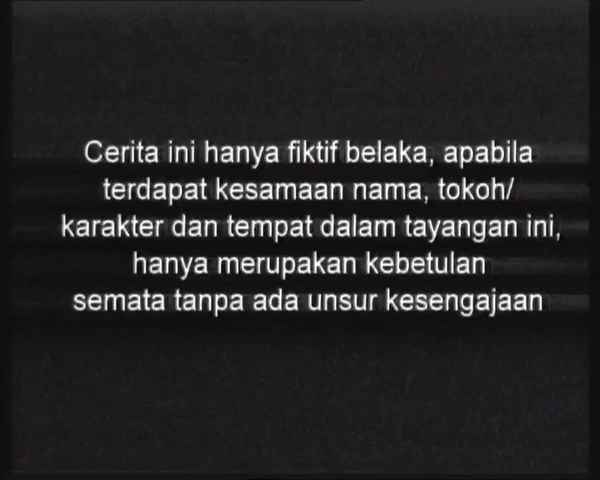 Cerita ini hanya fiktif belaka, apabila
terdapat kesamaan nama, tokoh/
karakter dan tempat dalam tayangan ini,
hanya merupakan kebetulan
semata tanpa ada unsur kesengajaan